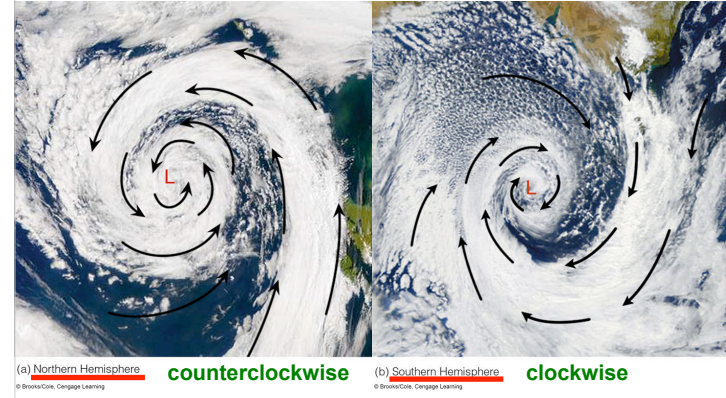 L
(a) Northern Hemisphere counterclockwise
© Brooks/Cole, Cengage Learning
L
(b) Southern Hemisphere clockwise
© Brooks/Cole, Cengage Learning